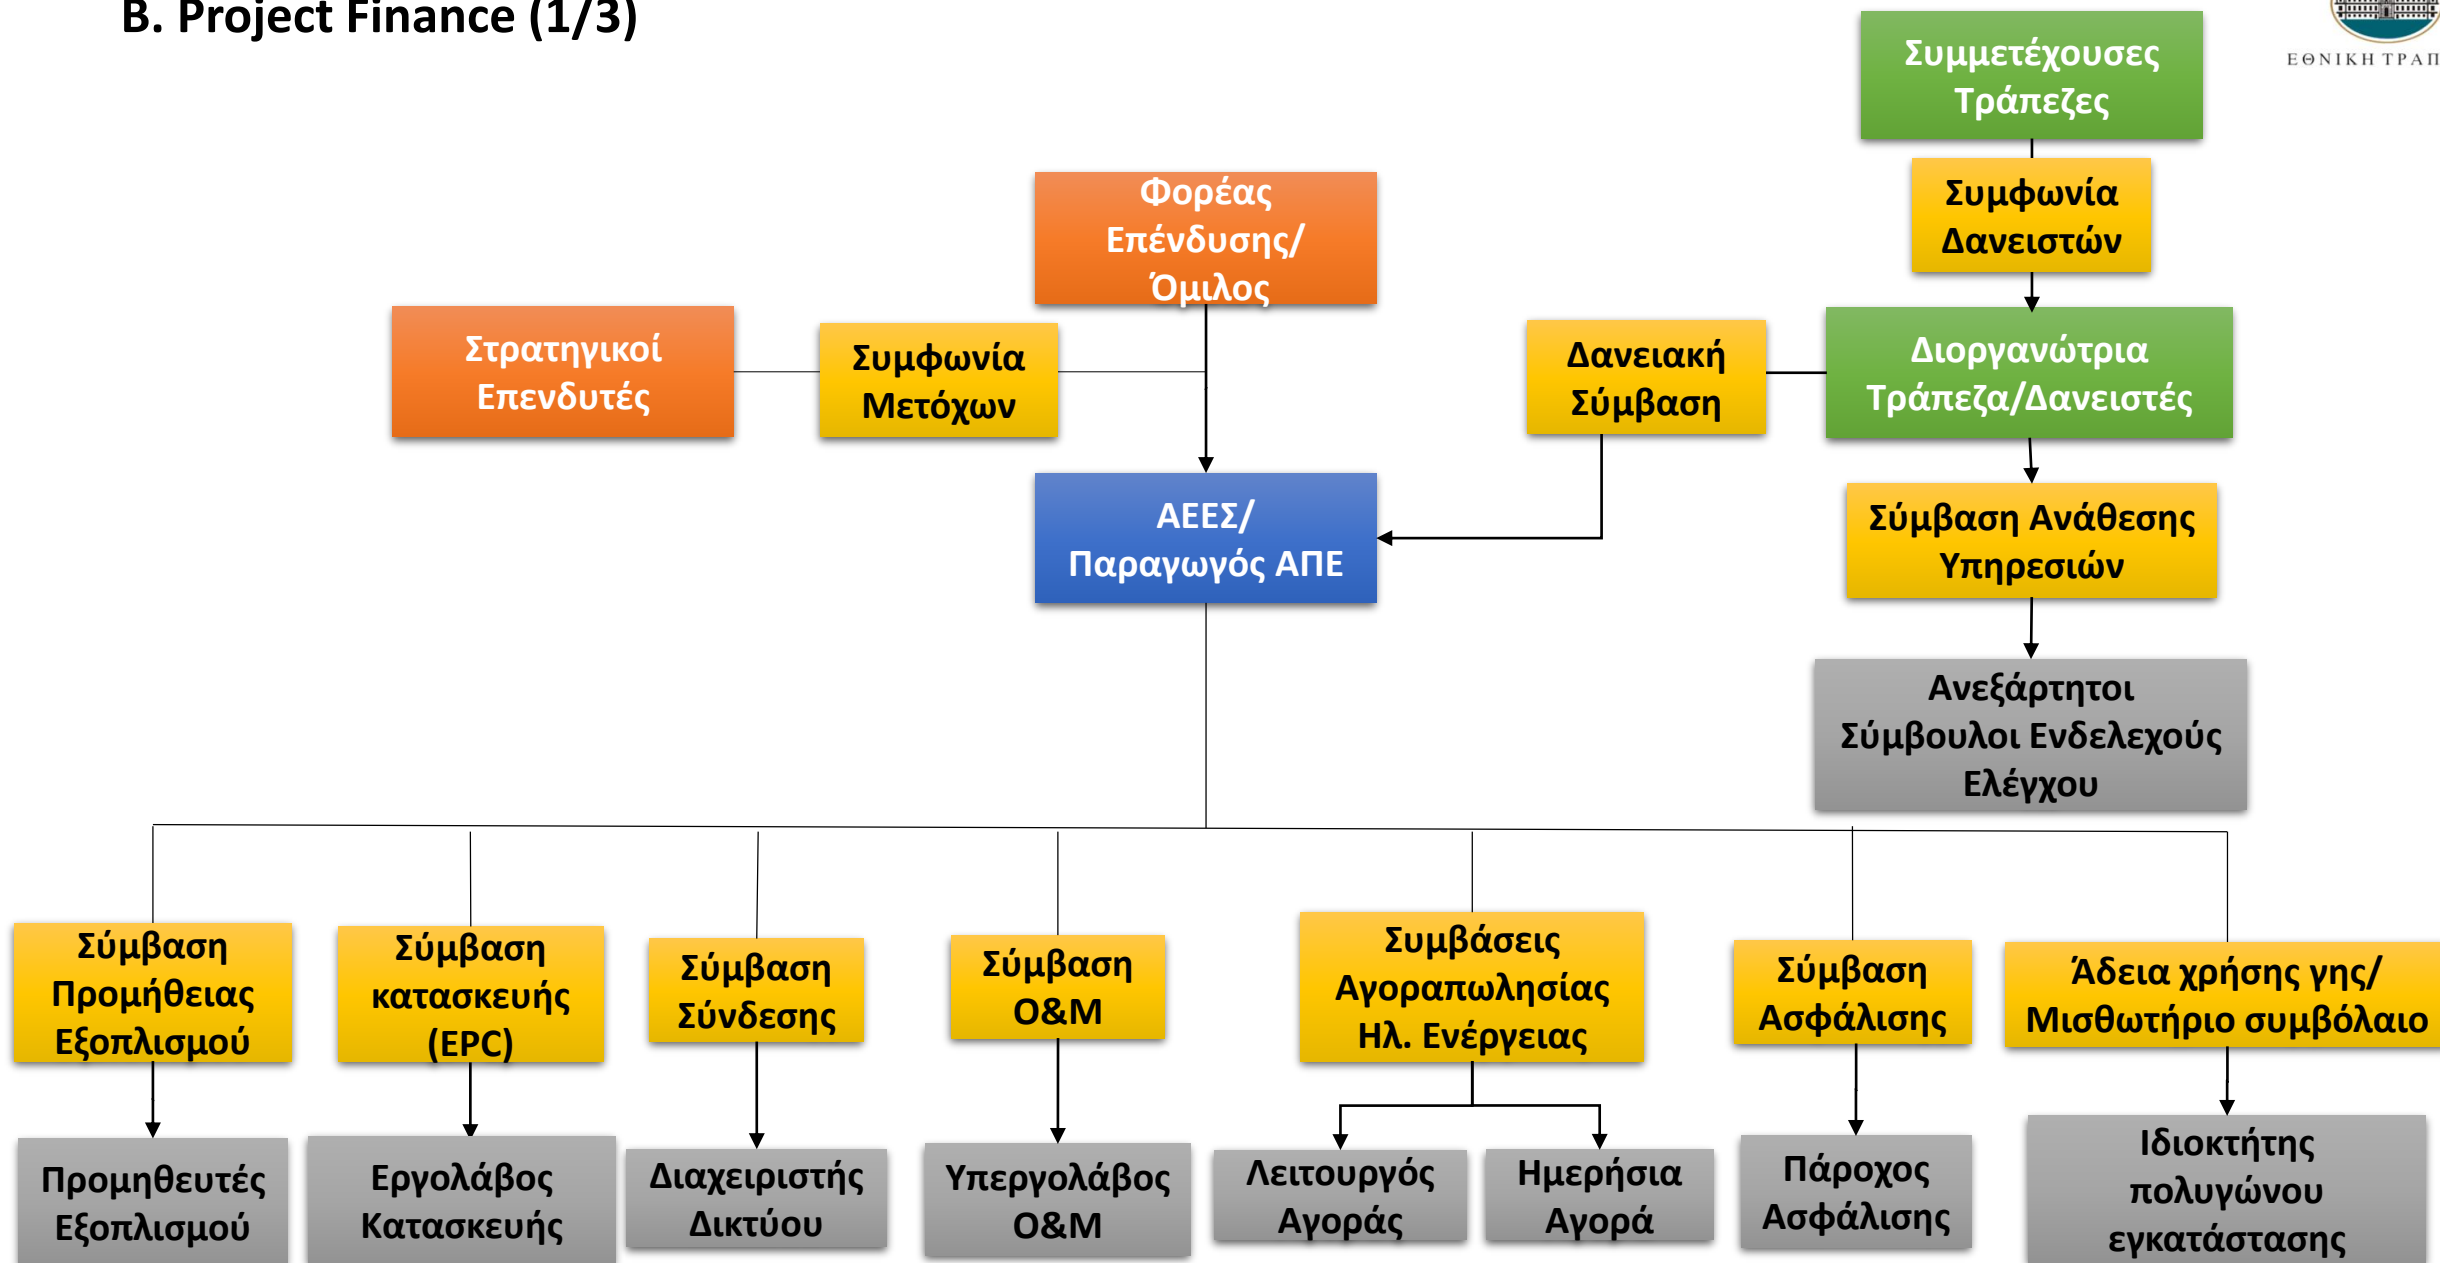 B. Project Finance (1/3)
Συμμετέχουσες
Τράπεζες
ΕΘΝΙΚΗ ΤΡΑΠ
Συμφωνία
Δανειστών
Φορέας
Επένδυσης/
Όμιλος
Στρατηγικοί
Επενδυτές
Συμφωνία
Μετόχων
Δανειακή
Σύμβαση
Διοργανώτρια
Τράπεζα/Δανειστές
ΑΕΕΣ/
Παραγωγός ΑΠΕ
Σύμβαση Ανάθεσης
Υπηρεσιών
Ανεξάρτητοι
Σύμβουλοι Ενδελεχούς
Ελέγχου
Σύμβαση
Προμήθειας
Εξοπλισμού
Σύμβαση
κατασκευής
(EPC)
Σύμβαση
Σύνδεσης
Σύμβαση
O&M
Συμβάσεις
Αγοραπωλησίας
Ηλ. Ενέργειας
Σύμβαση
Ασφάλισης
Άδεια χρήσης γης/
Μισθωτήριο συμβόλαιο
Προμηθευτές
Εξοπλισμού
Εργολάβος
Κατασκευής
Διαχειριστής
Δικτύου
Υπεργολάβος
O&M
Λειτουργός
Αγοράς
Ημερήσια
Αγορά
Πάροχος
Ασφάλισης
Ιδιοκτήτης
πολυγώνου
εγκατάστασης